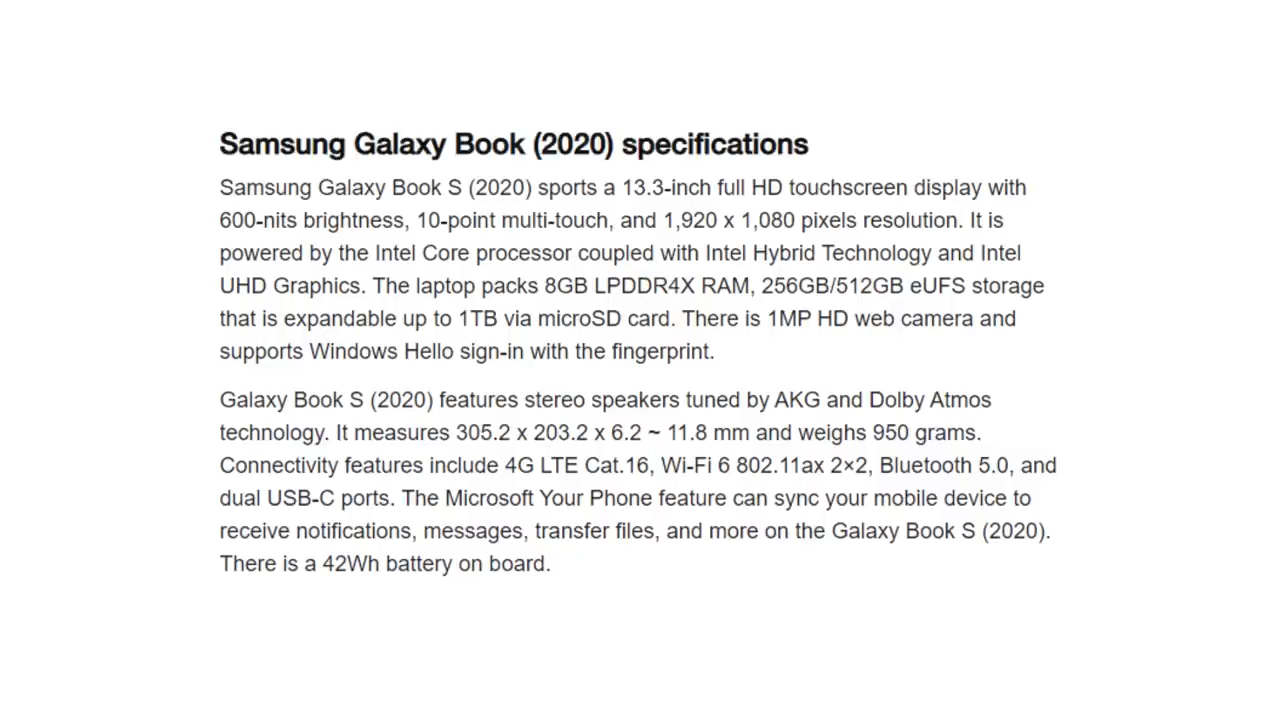 Samsung Galaxy Book (2020) specifications
Samsung Galaxy Book S (2020) sports a 13.3-inch full HD touchscreen display with
600-nits brightness, 10-point multi-touch, and 1,920 x 1,080 pixels resolution. It is
powered by the Intel Core processor coupled with Intel Hybrid Technology and Intel
UHD Graphics. The laptop packs 8GB LPDDR4X RAM, 256GB/512GB eUFS storage
that is expandable up to 1TB via microSD card. There is 1MP HD web camera and
supports Windows Hello sign-in with the fingerprint.
Galaxy Book S (2020) features stereo speakers tuned by AKG and Dolby Atmos
technology. It measures 305.2 x 203.2 x 6.2 ~ 11.8 mm and weighs 950 grams.
Connectivity features include 4G LTE Cat.16, Wi-Fi 6 802.11ax 2×2, Bluetooth 5.0, and
dual USB-C ports. The Microsoft Your Phone feature can sync your mobile device to
receive notifications, messages, transfer files, and more on the Galaxy Book S (2020).
There is a 42Wh battery on board.